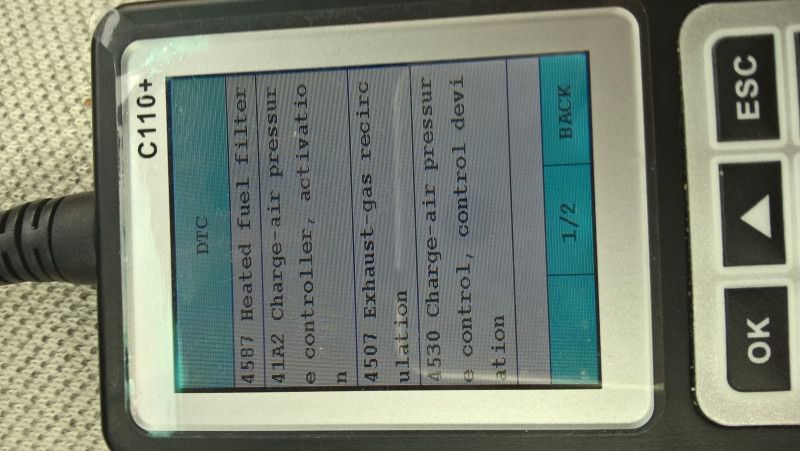 C110+
DTC
4587 Heated fuel filter
41A2 Charge-air pressur
e controller, activatio
n
4507 Exhaust-gas recirc
ulation
4530 Charge-air pressur
e control, control devi
ation
1/2 BACK
OK ESC